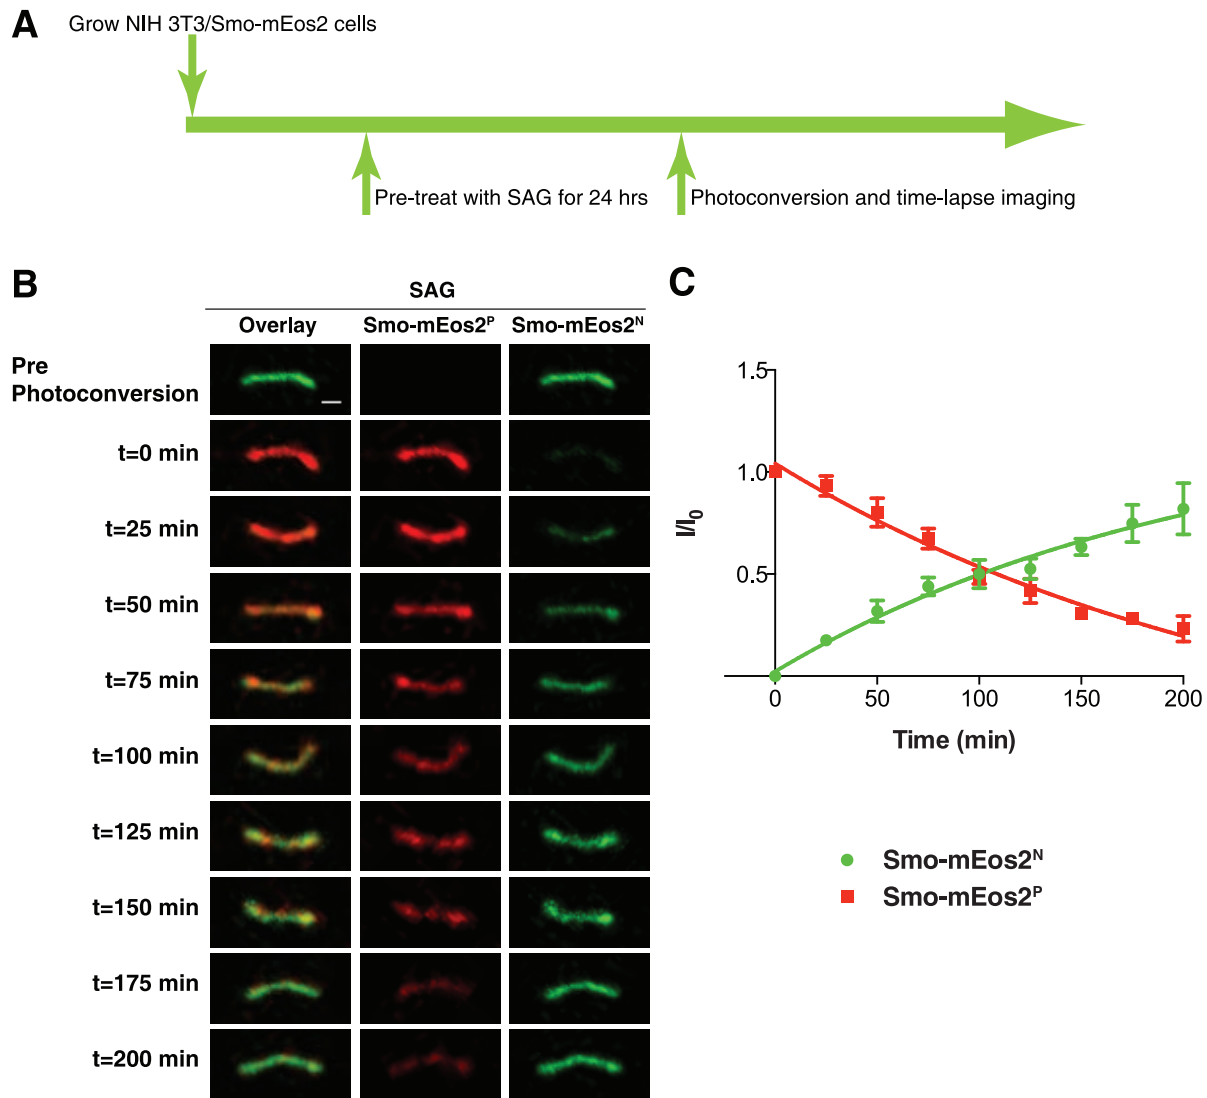 A
Grow NIH 3T3/Smo-mEos2 cells
Pre-treat with SAG for 24 hrs
Photoconversion and time-lapse imaging
B
SAG
Overlay Smo-mEos2ᴾ Smo-mEos2ᴺ
Pre
Photoconversion
t=0 min
t=25 min
t=50 min
t=75 min
t=100 min
t=125 min
t=150 min
t=175 min
t=200 min
C
1.5
1.0
0.5
I/I₀
0 50 100 150 200
Time (min)
Smo-mEos2ᴺ
Smo-mEos2ᴾ